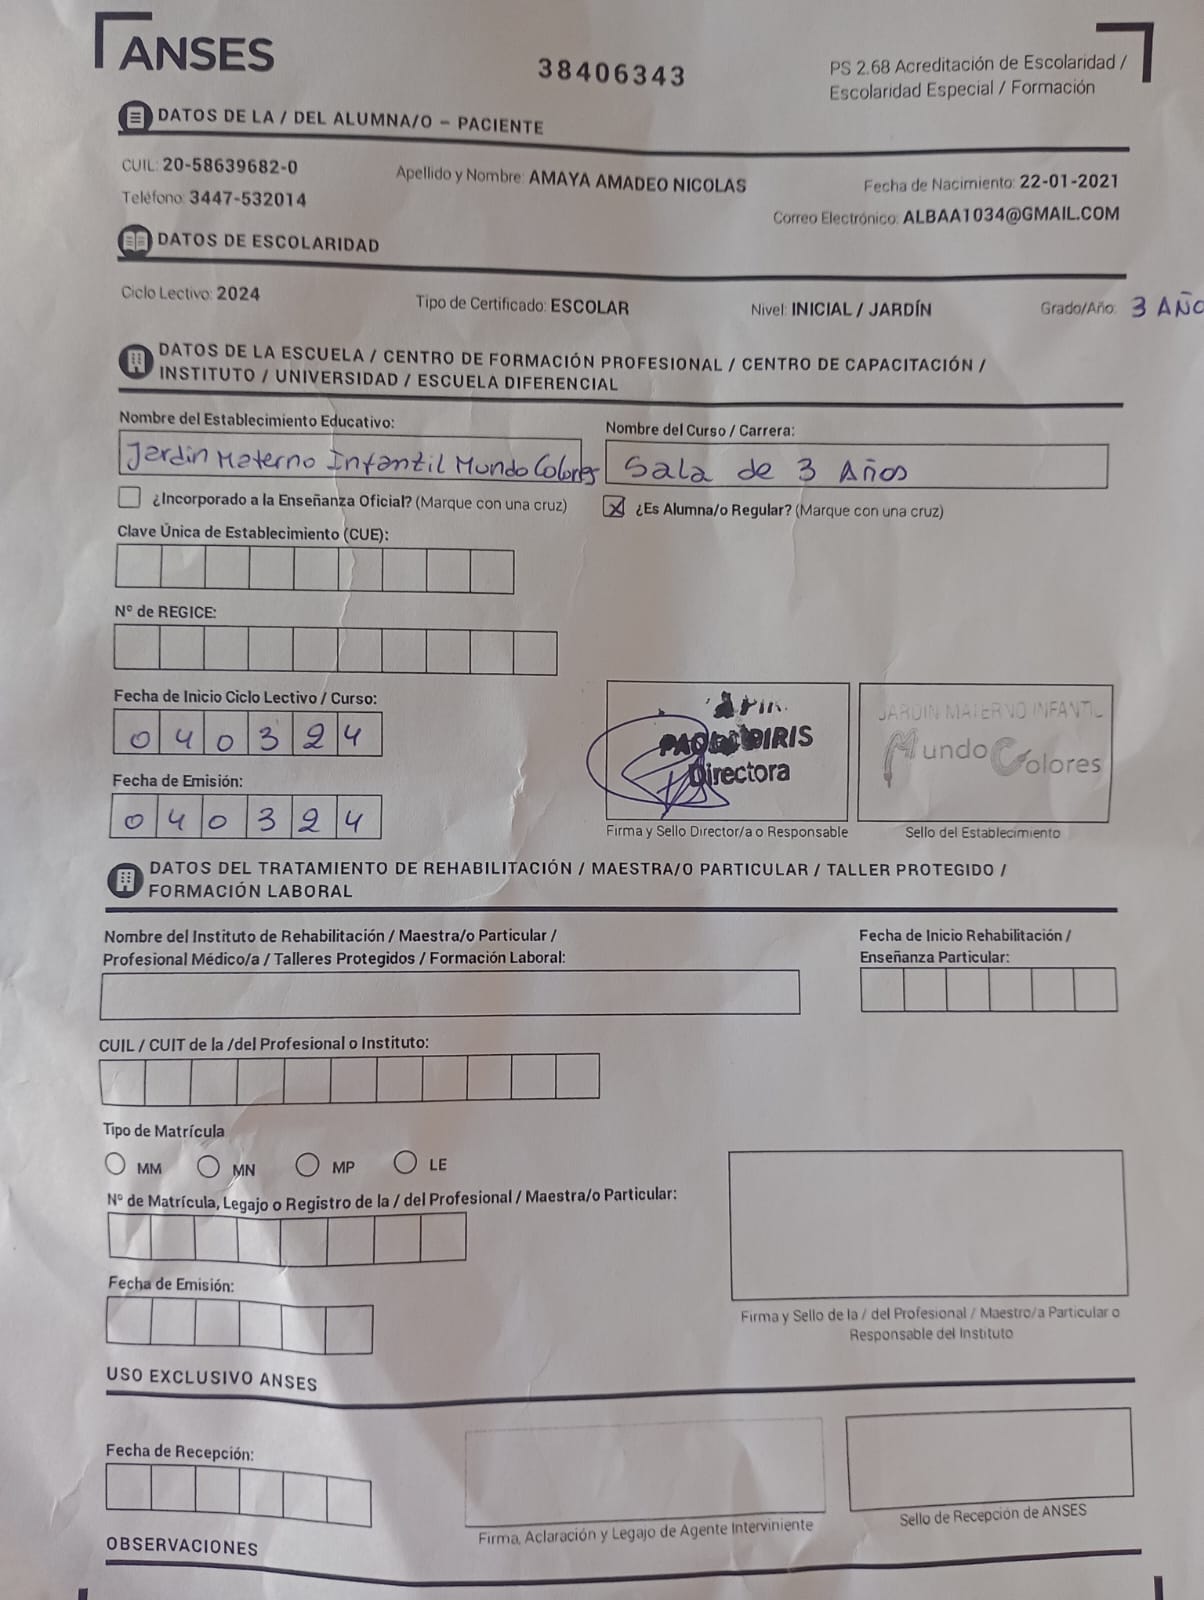 ANSES
38406343
PS 2.68 Acreditación de Escolaridad /
Escolaridad Especial / Formación
DATOS DE LA / DEL ALUMNA/O – PACIENTE
CUIL: 20-58639682-0
Apellido y Nombre: AMAYA AMADEO NICOLAS
Fecha de Nacimiento: 22-01-2021
Teléfono: 3447-532014
Correo Electrónico: ALBAA1034@GMAIL.COM
DATOS DE ESCOLARIDAD
Ciclo Lectivo: 2024
Tipo de Certificado: ESCOLAR
Nivel: INICIAL / JARDÍN
Grado/Año: 3 AÑO
DATOS DE LA ESCUELA / CENTRO DE FORMACIÓN PROFESIONAL / CENTRO DE CAPACITACIÓN /
INSTITUTO / UNIVERSIDAD / ESCUELA DIFERENCIAL
Nombre del Establecimiento Educativo:
Nombre del Curso / Carrera:
Jardin Materno Infantil Mundo Colores
Sala de 3 Años
¿Incorporado a la Enseñanza Oficial? (Marque con una cruz)
X ¿Es Alumna/o Regular? (Marque con una cruz)
Clave Única de Establecimiento (CUE):
Nº de REGICE:
Fecha de Inicio Ciclo Lectivo / Curso:
0 4 0 3 2 4
Fecha de Emisión:
0 4 0 3 2 4
PIRIS
Directora
Firma y Sello Director/a o Responsable
JARDIN MATERNO INFANTIL
Mundo Colores
Sello del Establecimiento
DATOS DEL TRATAMIENTO DE REHABILITACIÓN / MAESTRA/O PARTICULAR / TALLER PROTEGIDO /
FORMACIÓN LABORAL
Nombre del Instituto de Rehabilitación / Maestra/o Particular /
Profesional Médico/a / Talleres Protegidos / Formación Laboral:
Fecha de Inicio Rehabilitación /
Enseñanza Particular:
CUIL / CUIT de la /del Profesional o Instituto:
Tipo de Matrícula
MM MN MP LE
Nº de Matrícula, Legajo o Registro de la / del Profesional / Maestra/o Particular:
Fecha de Emisión:
Firma y Sello de la / del Profesional / Maestro/a Particular o
Responsable del Instituto
USO EXCLUSIVO ANSES
Fecha de Recepción:
Firma, Aclaración y Legajo de Agente Interviniente
Sello de Recepción de ANSES
OBSERVACIONES